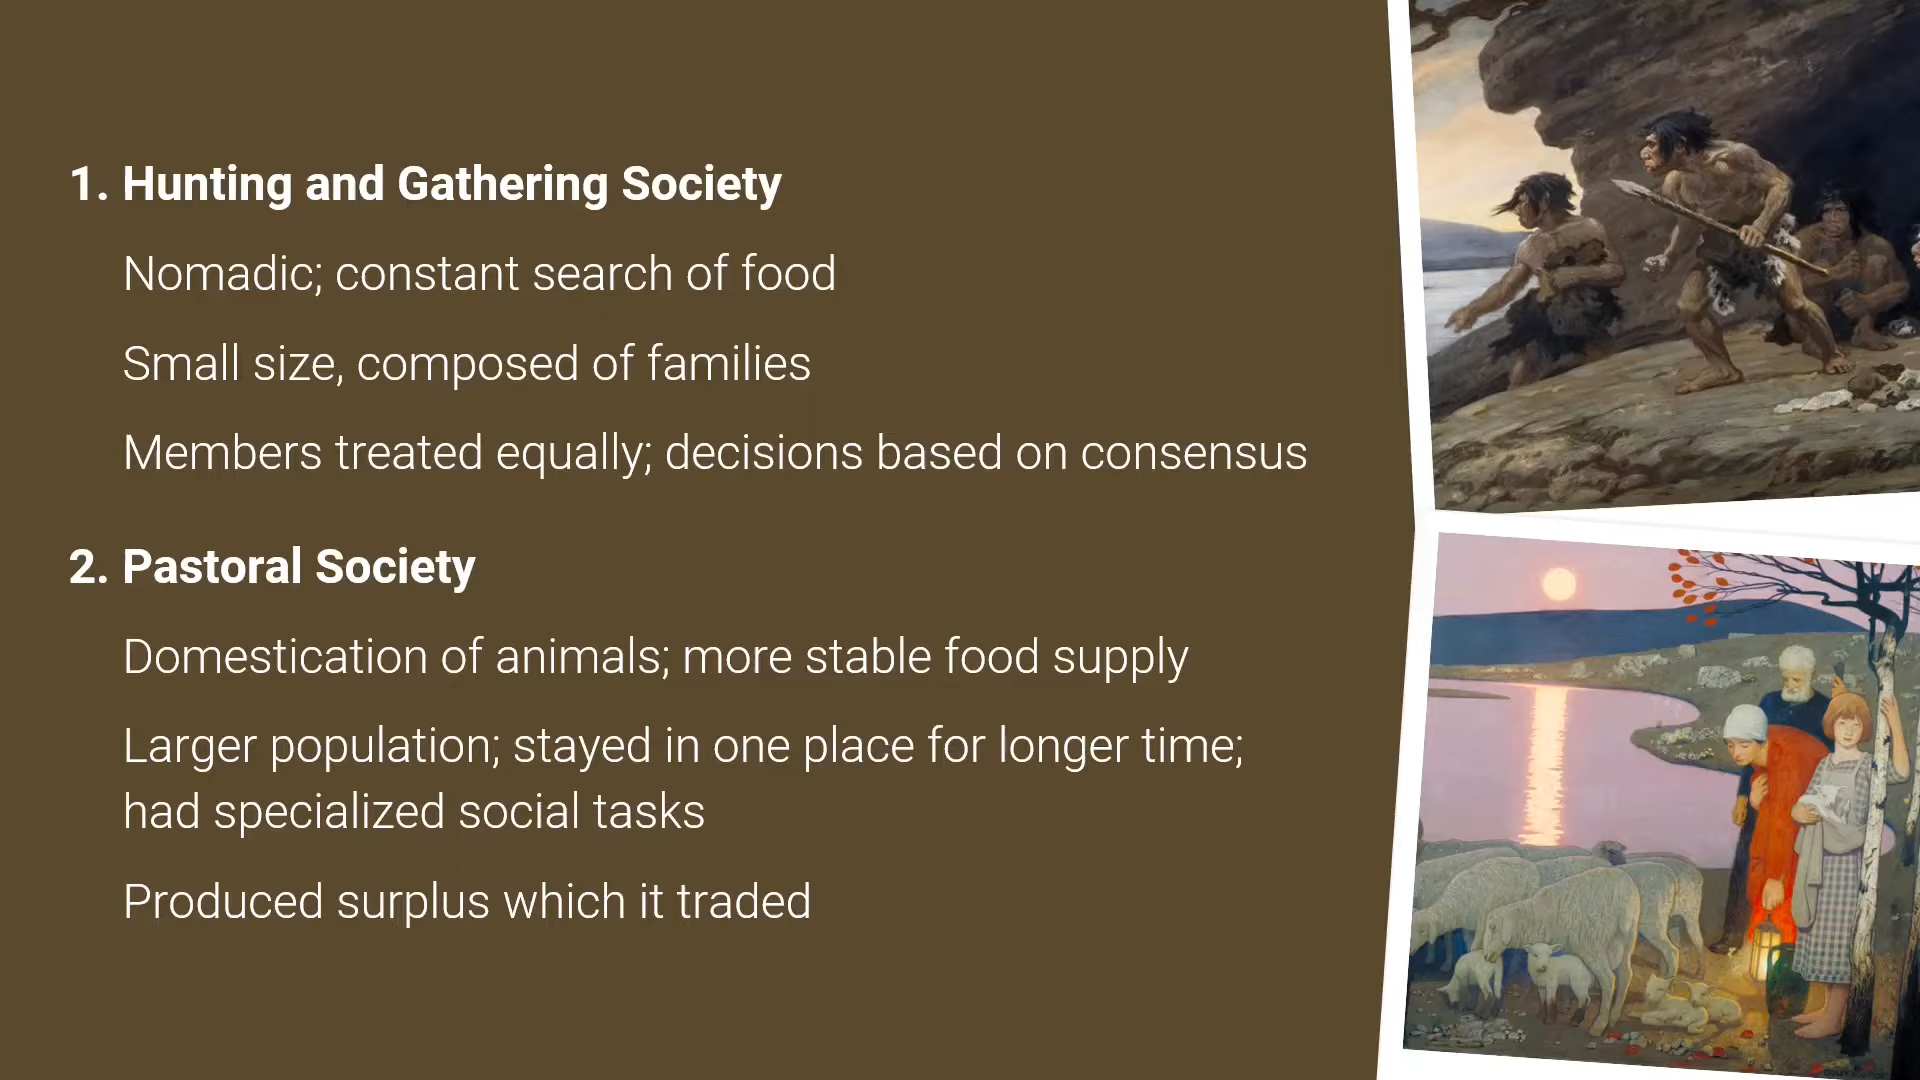 1. Hunting and Gathering Society
Nomadic; constant search of food
Small size, composed of families
Members treated equally; decisions based on consensus
2. Pastoral Society
Domestication of animals; more stable food supply
Larger population; stayed in one place for longer time;
had specialized social tasks
Produced surplus which it traded